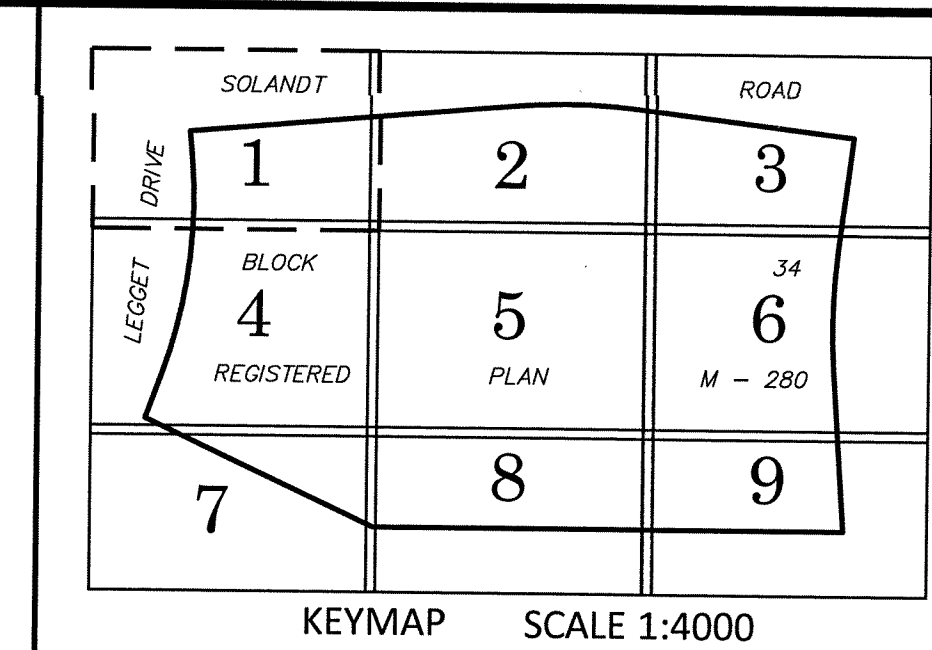 SOLANDT ROAD
DRIVE
1 2 3
LEGGET
BLOCK 34
4 5 6
REGISTERED PLAN M - 280
7 8 9
KEYMAP SCALE 1:4000